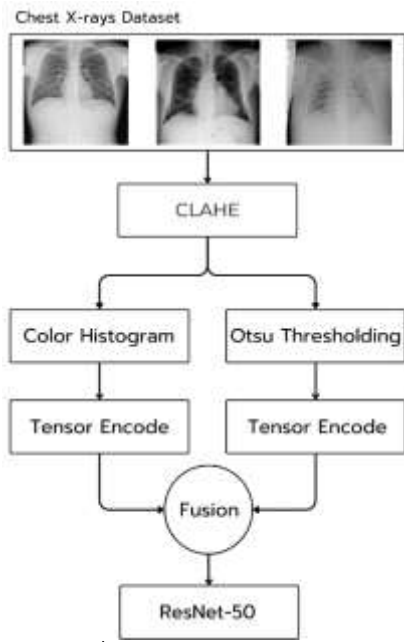 Chest X-rays Dataset
CLAHE
Color Histogram
Otsu Thresholding
Tensor Encode
Tensor Encode
Fusion
ResNet-50